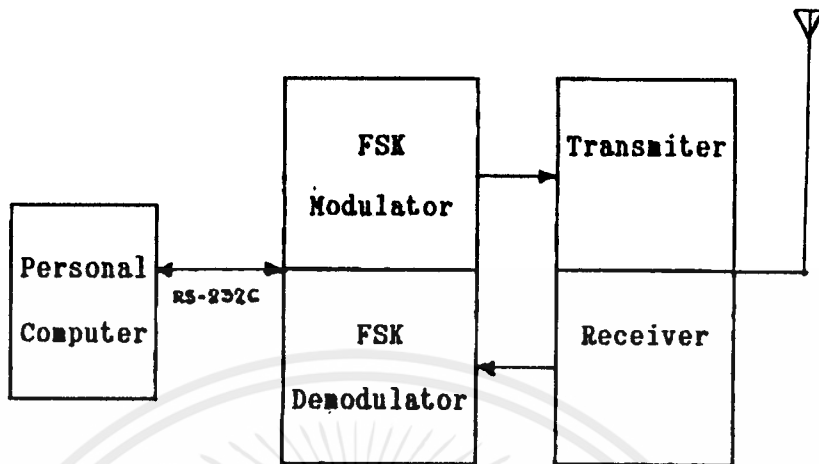 FSK
Modulator
Transmiter
Personal
Computer
RS-232C
FSK
Demodulator
Receiver